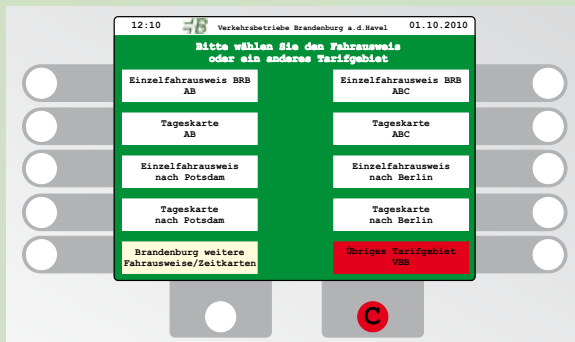 12:10 B Verkehrsbetriebe Brandenburg a.d.Havel 01.10.2010
Bitte wählen Sie den Fahrausweis
oder ein anderes Tarifgebiet
Einzelfahrausweis BRB
AB
Einzelfahrausweis BRB
ABC
Tageskarte
AB
Tageskarte
ABC
Einzelfahrausweis
nach Potsdam
Einzelfahrausweis
nach Berlin
Tageskarte
nach Potsdam
Tageskarte
nach Berlin
Brandenburg weitere
Fahrausweise/Zeitkarten
Übriges Tarifgebiet
VBB
C